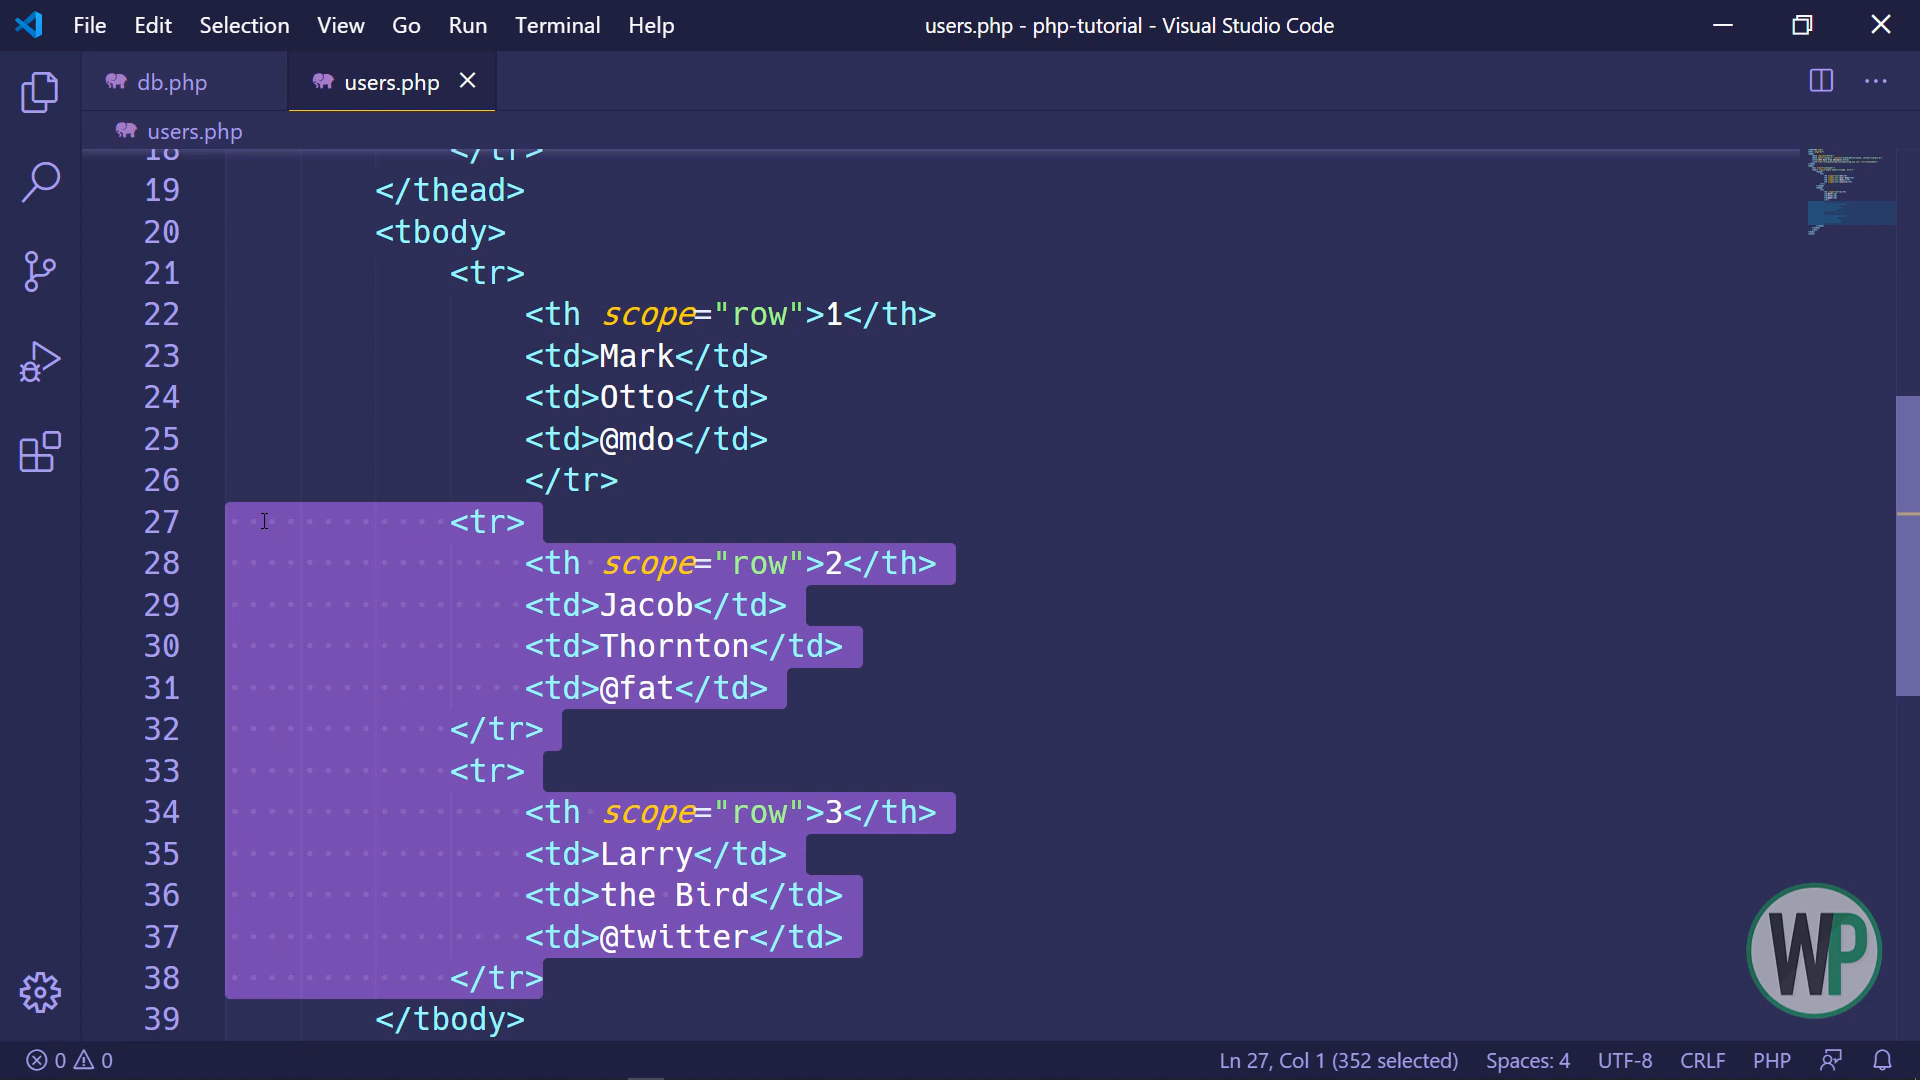 File Edit Selection View Go Run Terminal Help users.php - php-tutorial - Visual Studio Code
db.php users.php
users.php
18 </tr>
19 </thead>
20 <tbody>
21 <tr>
22 <th scope="row">1</th>
23 <td>Mark</td>
24 <td>Otto</td>
25 <td>@mdo</td>
26 </tr>
27 <tr>
28 <th scope="row">2</th>
29 <td>Jacob</td>
30 <td>Thornton</td>
31 <td>@fat</td>
32 </tr>
33 <tr>
34 <th scope="row">3</th>
35 <td>Larry</td>
36 <td>the Bird</td>
37 <td>@twitter</td>
38 </tr>
39 </tbody>
WP
0 0 Ln 27, Col 1 (352 selected) Spaces: 4 UTF-8 CRLF PHP